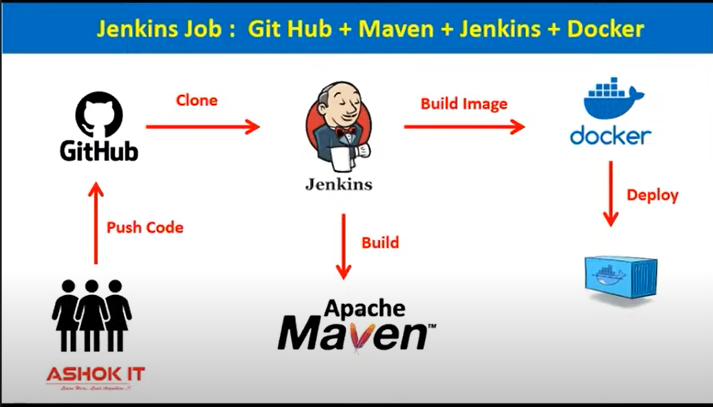 Jenkins Job : Git Hub + Maven + Jenkins + Docker
Clone
Build Image
GitHub
docker
Jenkins
Deploy
Push Code
Build
Apache
Maven™
ASHOK IT